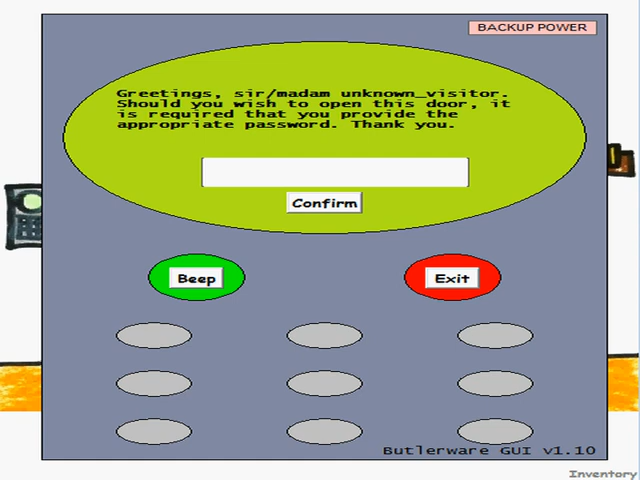 BACKUP POWER
Greetings, sir/madam unknown_visitor.
Should you wish to open this door, it
is required that you provide the
appropriate password. Thank you.
Confirm
Beep
Exit
Butlerware GUI v1.10
Inventory